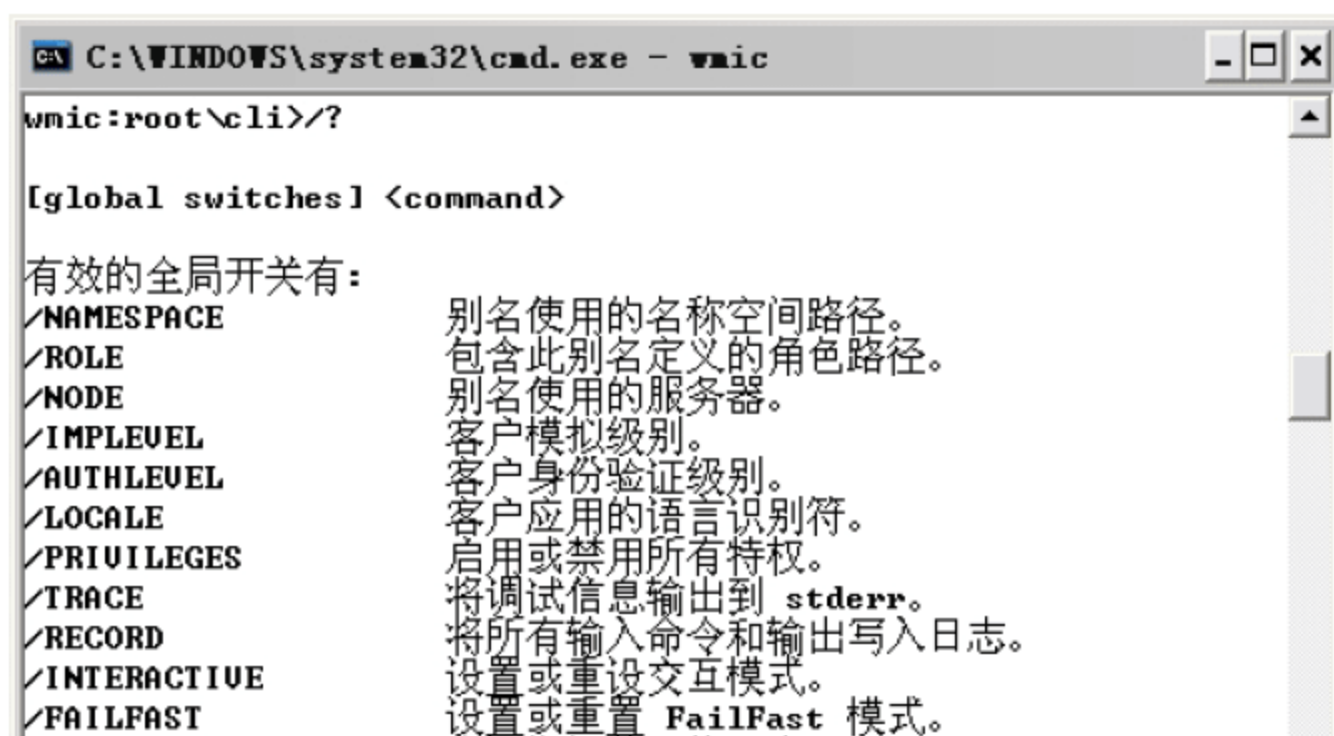 C:\WINDOWS\system32\cmd.exe - wmic
wmic:root\cli>/?
[global switches] <command>
有效的全局开关有:
/NAMESPACE 别名使用的名称空间路径。
/ROLE 包含此别名定义的角色路径。
/NODE 别名使用的服务器。
/IMPLEVEL 客户模拟级别。
/AUTHLEVEL 客户身份验证级别。
/LOCALE 客户应用的语言识别符。
/PRIVILEGES 启用或禁用所有特权。
/TRACE 将调试信息输出到 stderr。
/RECORD 将所有输入命令和输出写入日志。
/INTERACTIVE 设置或重设交互模式。
/FAILFAST 设置或重置 FailFast 模式。